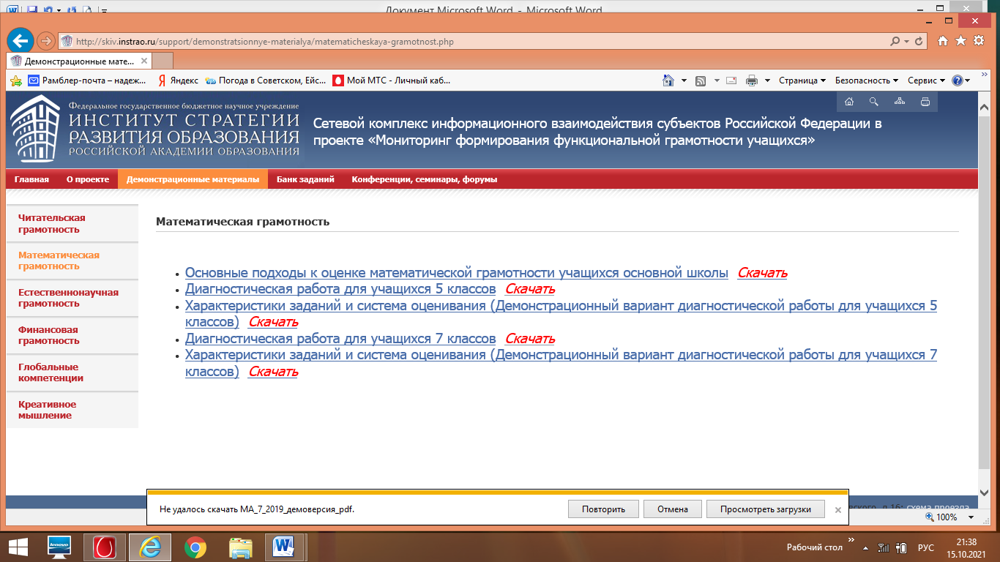 Документ Microsoft Word - Microsoft Word
http://skiv.instrao.ru/support/demonstratsionnye-materialya/matematicheskaya-gramotnost.php
Демонстрационные мате...
Рамблер-почта – надеж...
Яндекс
Погода в Советском, Ейс...
Мой МТС - Личный каб...
Страница
Безопасность
Сервис
Федеральное государственное бюджетное научное учреждение
ИНСТИТУТ СТРАТЕГИИ
РАЗВИТИЯ ОБРАЗОВАНИЯ
РОССИЙСКОЙ АКАДЕМИИ ОБРАЗОВАНИЯ
Сетевой комплекс информационного взаимодействия субъектов Российской Федерации в
проекте «Мониторинг формирования функциональной грамотности учащихся»
Главная
О проекте
Демонстрационные материалы
Банк заданий
Конференции, семинары, форумы
Читательская
грамотность
Математическая
грамотность
Естественнонаучная
грамотность
Финансовая
грамотность
Глобальные
компетенции
Креативное
мышление
Математическая грамотность
Основные подходы к оценке математической грамотности учащихся основной школы Скачать
Диагностическая работа для учащихся 5 классов Скачать
Характеристики заданий и система оценивания (Демонстрационный вариант диагностической работы для учащихся 5
классов) Скачать
Диагностическая работа для учащихся 7 классов Скачать
Характеристики заданий и система оценивания (Демонстрационный вариант диагностической работы для учащихся 7
классов) Скачать
Не удалось скачать МА_7_2019_демоверсия_pdf.
Повторить
Отмена
Просмотреть загрузки
д.16; схема проезда
100%
lenovo
Рабочий стол
РУС
21:38
15.10.2021